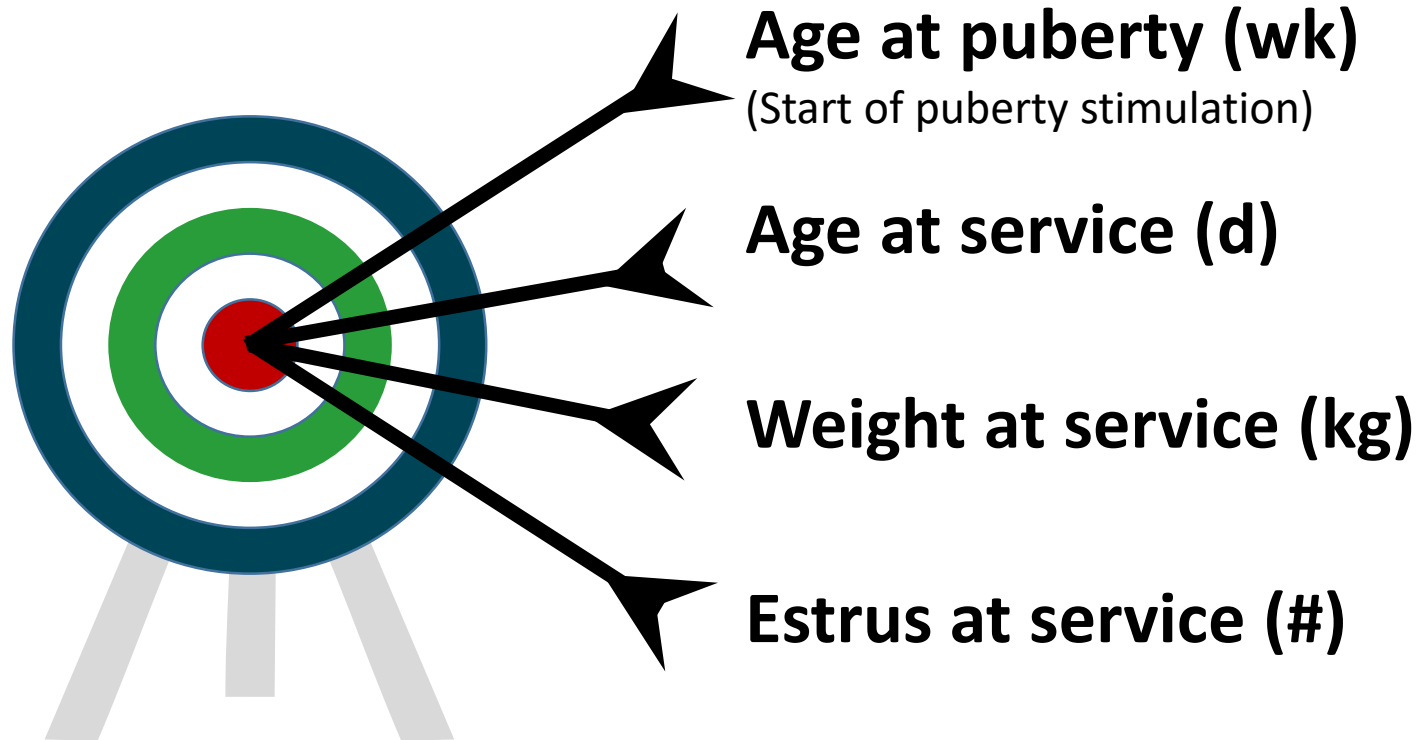 Age at puberty (wk)
(Start of puberty stimulation)
Age at service (d)
Weight at service (kg)
Estrus at service (#)